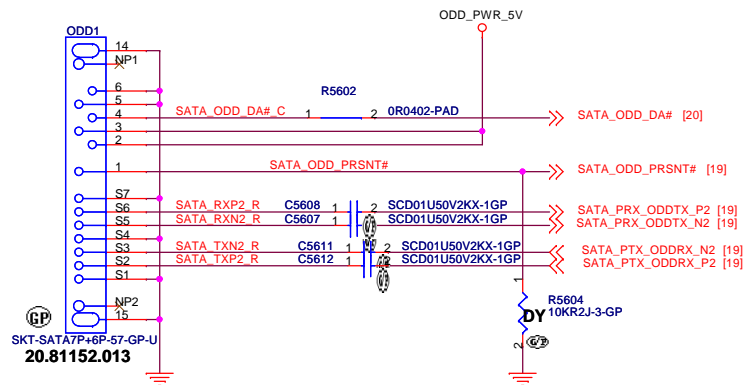 ODD1
ODD_PWR_5V
14
NP1
6
5
4 SATA_ODD_DA#_C 1 R5602 2 0R0402-PAD SATA_ODD_DA# [20]
3
2
1 SATA_ODD_PRSNT# SATA_ODD_PRSNT# [19]
S7
S6 SATA_RXP2_R C5608 1 2 SCD01U50V2KX-1GP SATA_PRX_ODDTX_P2 [19]
S5 SATA_RXN2_R C5607 1 2 SCD01U50V2KX-1GP SATA_PRX_ODDTX_N2 [19]
S4
S3 SATA_TXN2_R C5611 1 2 SCD01U50V2KX-1GP SATA_PTX_ODDRX_N2 [19]
S2 SATA_TXP2_R C5612 1 2 SCD01U50V2KX-1GP SATA_PTX_ODDRX_P2 [19]
S1
NP2
15
GP
SKT-SATA7P+6P-57-GP-U
20.81152.013
1
R5604
DY 10KR2J-3-GP
2
GP